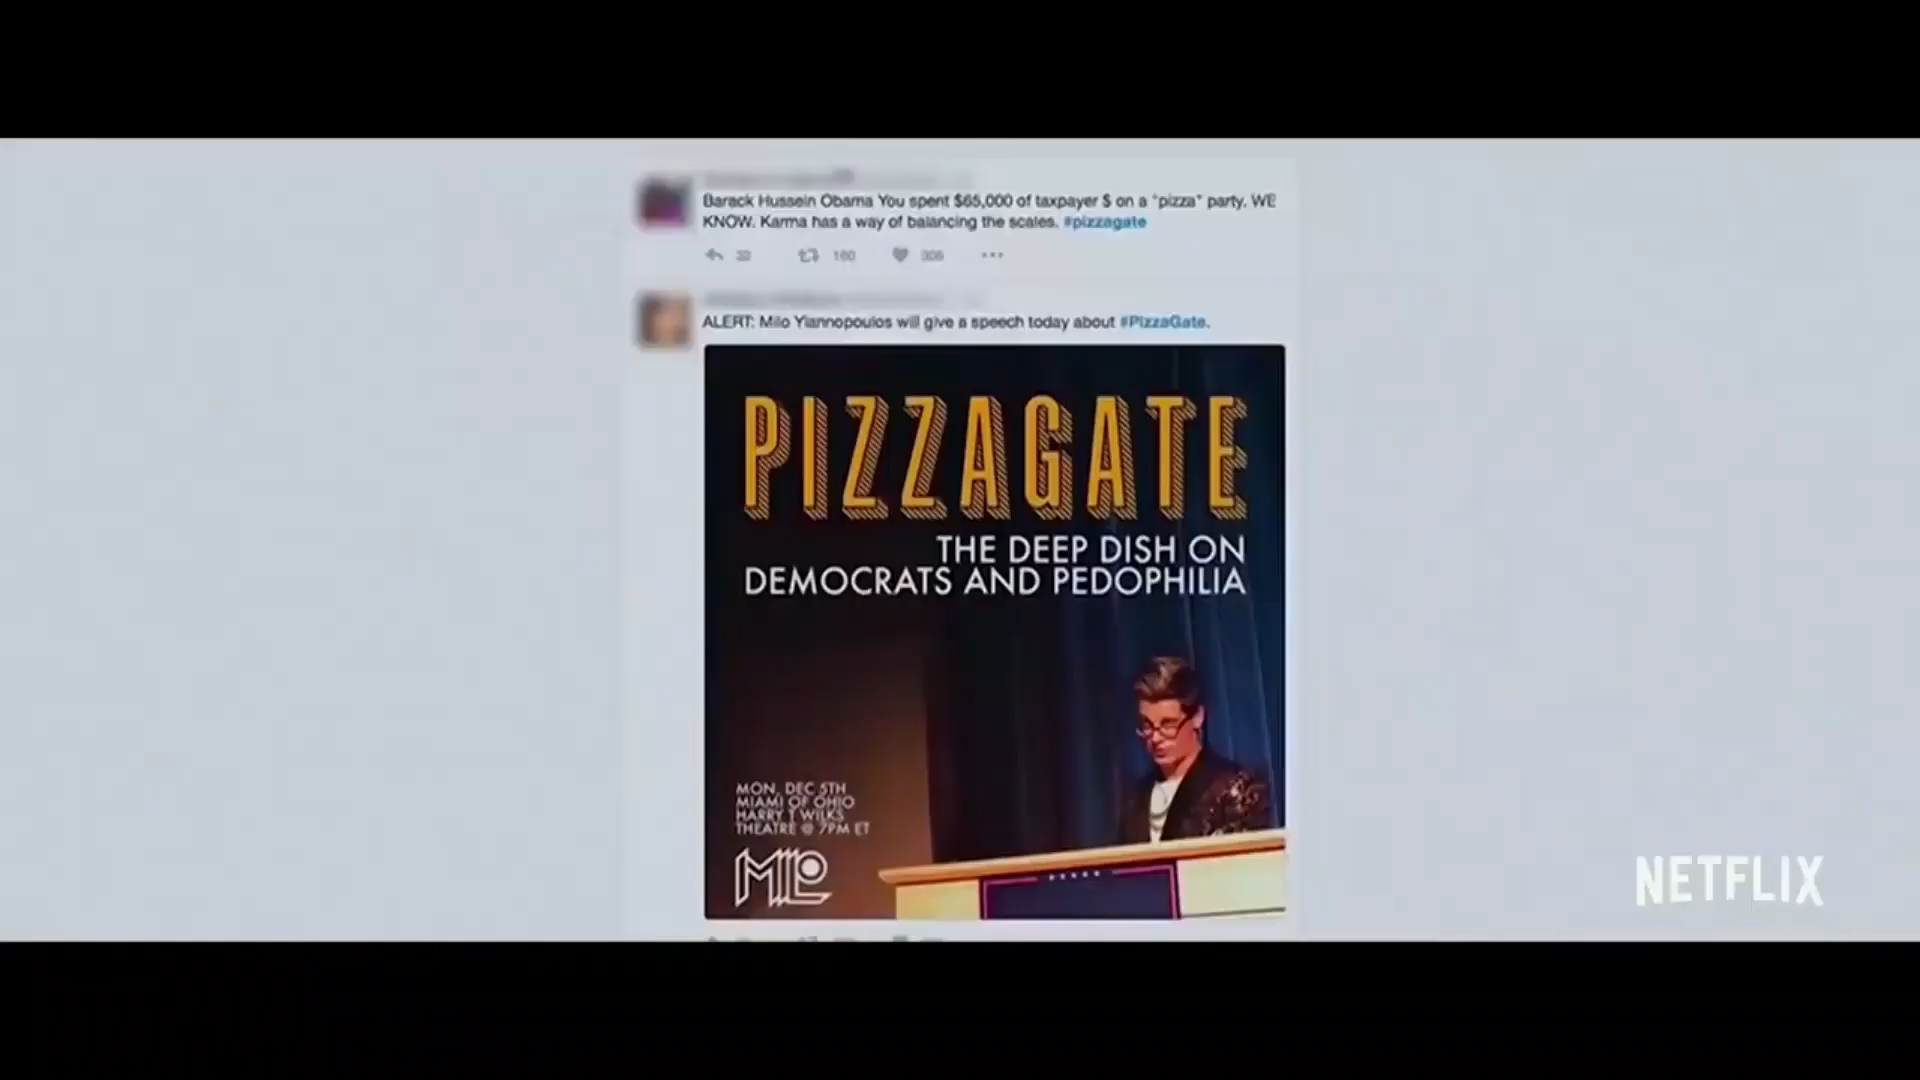 Barack Hussein Obama You spent $65,000 of taxpayer $ on a "pizza" party. WE
KNOW. Karma has a way of balancing the scales. #pizzagate
160
ALERT: Milo Yiannopoulos will give a speech today about #PizzaGate.
PIZZAGATE
THE DEEP DISH ON
DEMOCRATS AND PEDOPHILIA
MON, DEC 5TH
MIAMI OF OHIO
HARRY T WILKS
THEATRE @ 7PM ET
MILO
NETFLIX